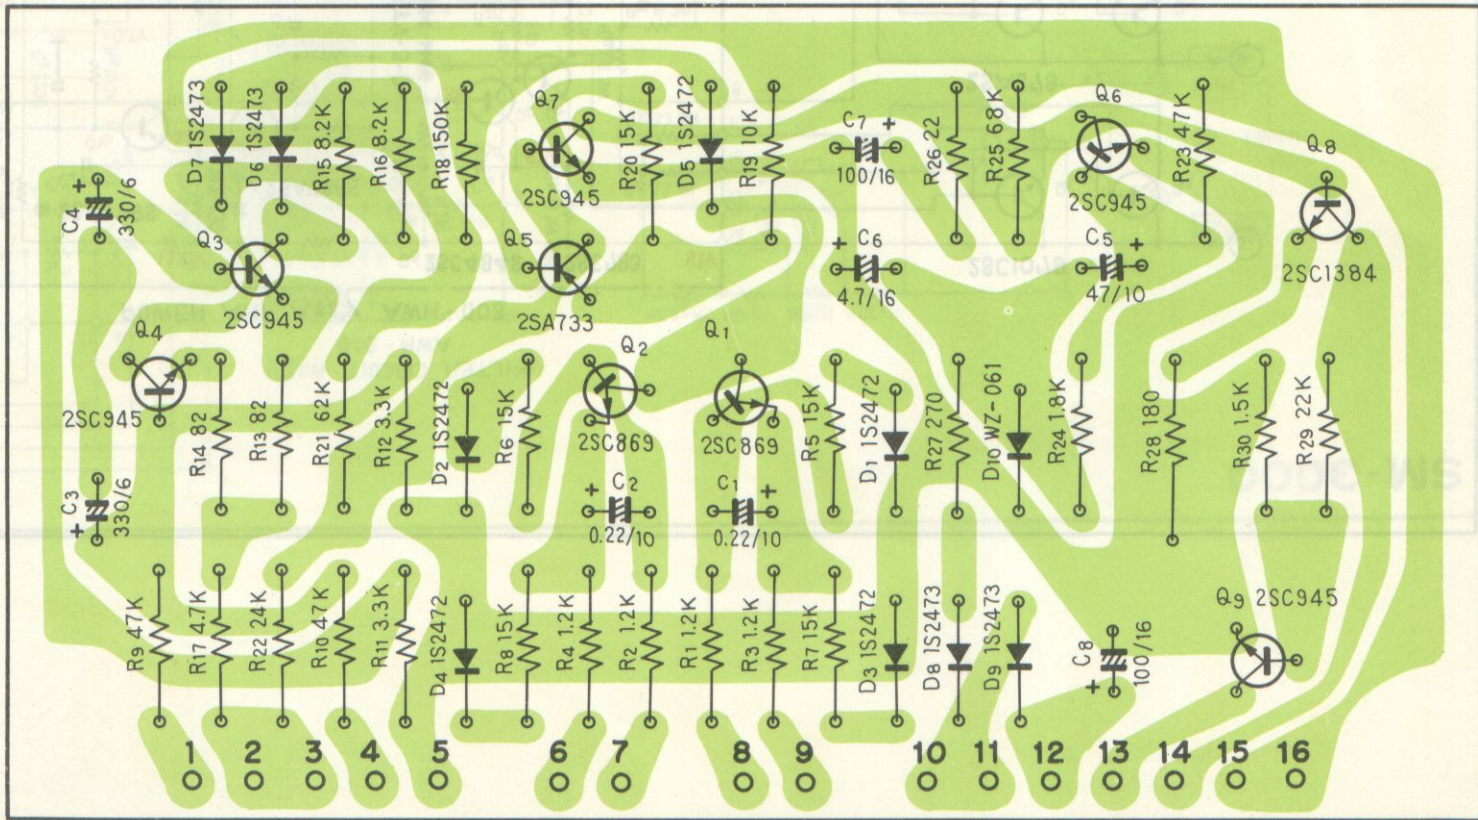 D7 1S2473
D6 1S2473
R15 8.2K
R16 8.2K
R18 150K
Q7
2SC945
R20 15K
D5 1S2472
R19 10K
C7
+
100/16
R26 22
R25 68K
Q6
2SC945
R23 47K
Q8
2SC1384
C4 +
330/6
Q3
2SC945
Q5
2SA733
+ C6
4.7/16
C5 +
47/10
Q4
2SC945
R14 82
R13 82
R21 62K
R12 3.3K
D2 1S2472
R6 15K
Q2
2SC869
Q1
2SC869
R5 15K
D1 1S2472
R27 270
D10 WZ-061
R24 1.8K
R28 180
R30 1.5K
R29 22K
C3
+
330/6
+ C2
0.22/10
C1 +
0.22/10
R9 47K
R17 4.7K
R22 24K
R10 47K
R11 3.3K
D4 1S2472
R8 15K
R4 1.2K
R2 1.2K
R1 1.2K
R3 1.2K
R7 15K
D3 1S2472
D8 1S2473
D9 1S2473
C8
+
100/16
Q9 2SC945
1 2 3 4 5 6 7 8 9 10 11 12 13 14 15 16